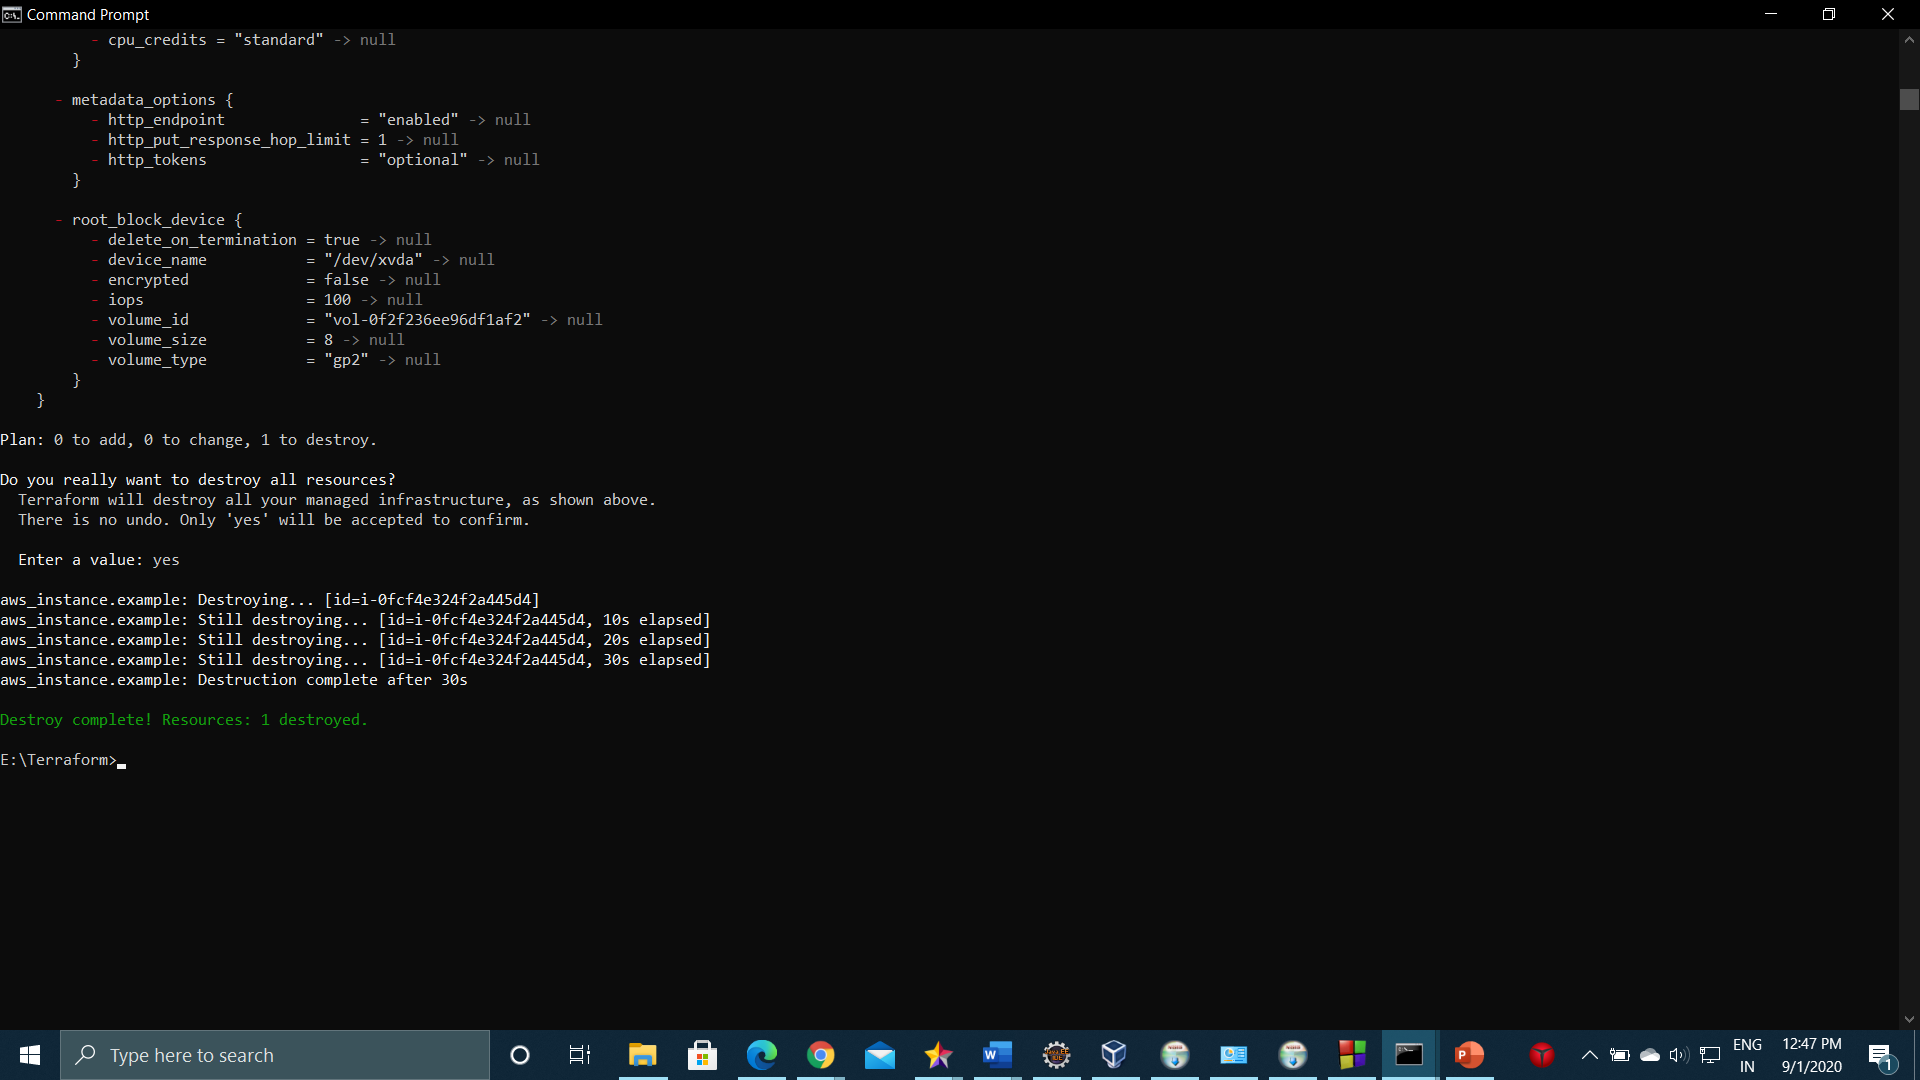 Command Prompt
- cpu_credits = "standard" -> null
}
- metadata_options {
- http_endpoint = "enabled" -> null
- http_put_response_hop_limit = 1 -> null
- http_tokens = "optional" -> null
}
- root_block_device {
- delete_on_termination = true -> null
- device_name = "/dev/xvda" -> null
- encrypted = false -> null
- iops = 100 -> null
- volume_id = "vol-0f2f236ee96df1af2" -> null
- volume_size = 8 -> null
- volume_type = "gp2" -> null
}
}
Plan: 0 to add, 0 to change, 1 to destroy.
Do you really want to destroy all resources?
Terraform will destroy all your managed infrastructure, as shown above.
There is no undo. Only 'yes' will be accepted to confirm.
Enter a value: yes
aws_instance.example: Destroying... [id=i-0fcf4e324f2a445d4]
aws_instance.example: Still destroying... [id=i-0fcf4e324f2a445d4, 10s elapsed]
aws_instance.example: Still destroying... [id=i-0fcf4e324f2a445d4, 20s elapsed]
aws_instance.example: Still destroying... [id=i-0fcf4e324f2a445d4, 30s elapsed]
aws_instance.example: Destruction complete after 30s
Destroy complete! Resources: 1 destroyed.
E:\Terraform>
Type here to search
ENG
IN
12:47 PM
9/1/2020
1